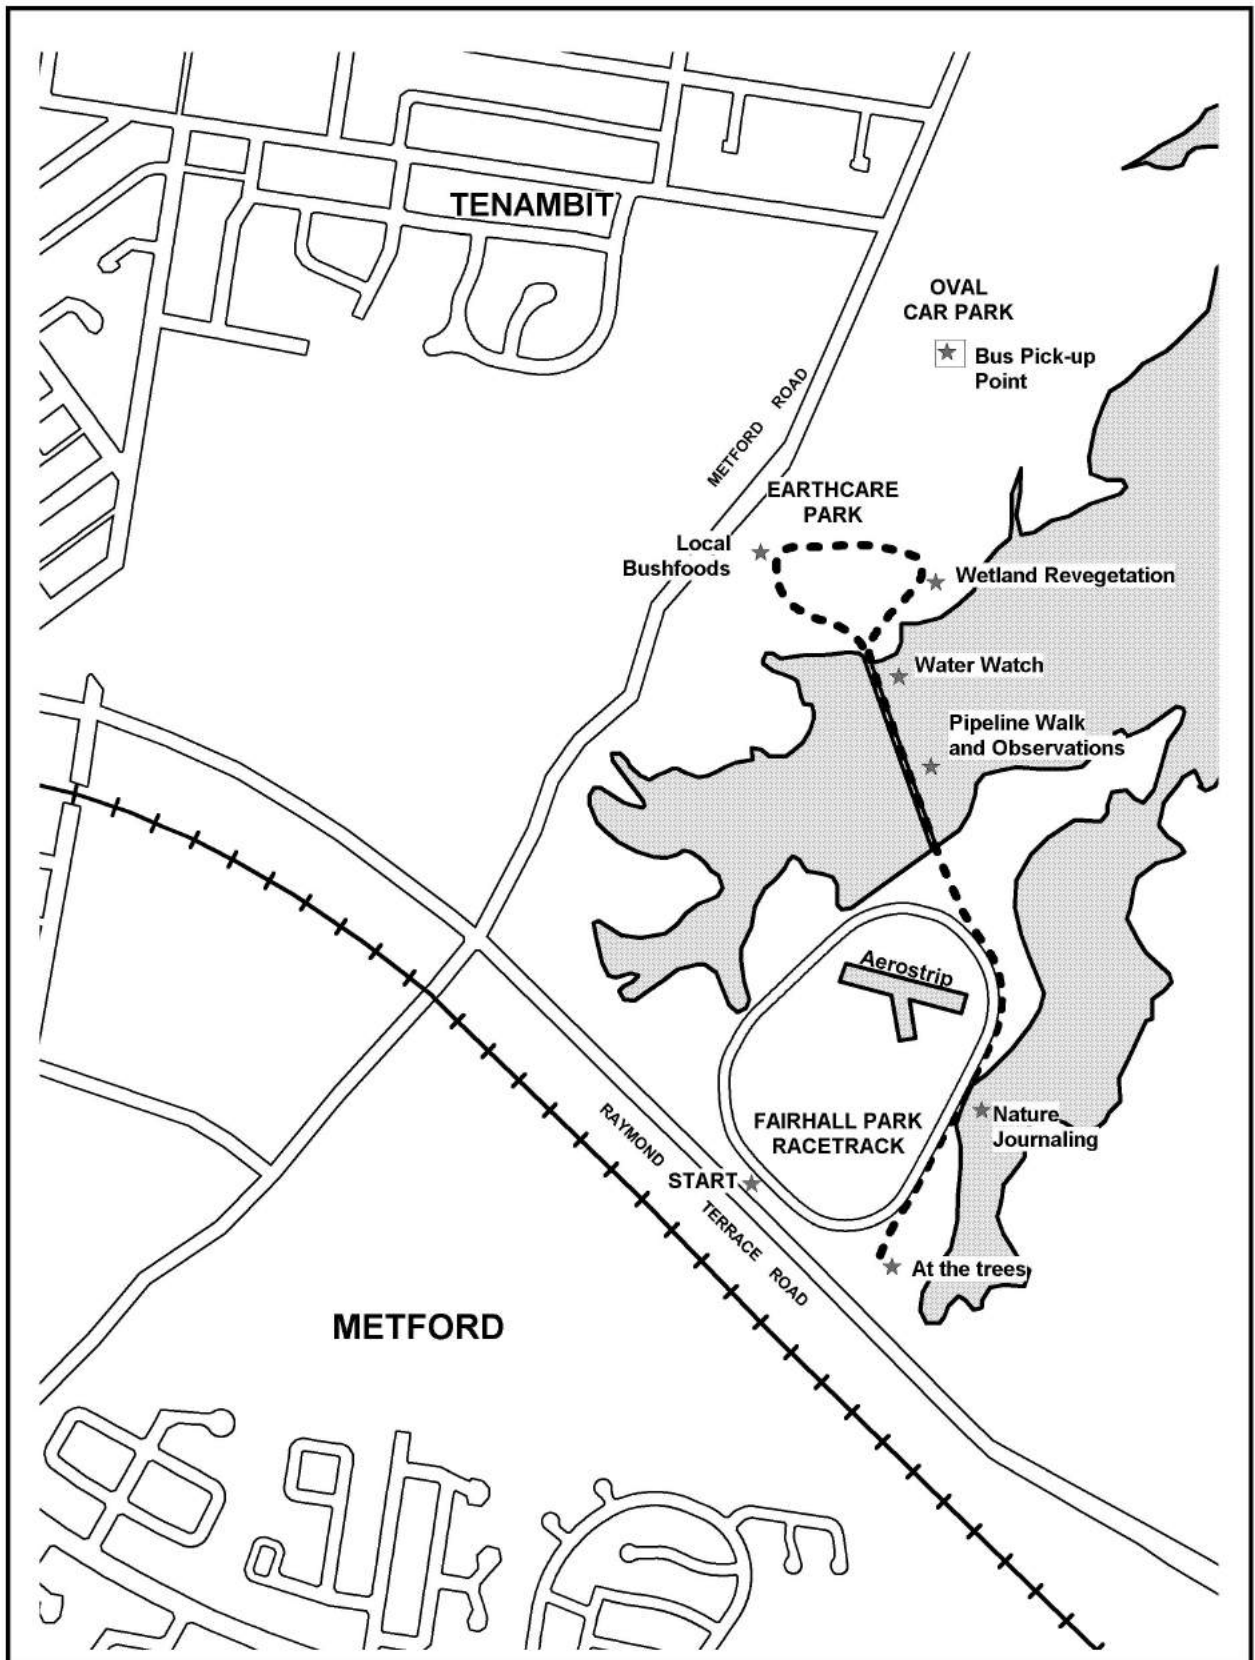 TENAMBIT
OVAL
CAR PARK
Bus Pick-up
Point
METFORD ROAD
EARTHCARE
PARK
Local
Bushfoods
Wetland Revegetation
Water Watch
Pipeline Walk
and Observations
Aerostrip
FAIRHALL PARK
RACETRACK
Nature
Journaling
START
RAYMOND TERRACE ROAD
At the trees
METFORD